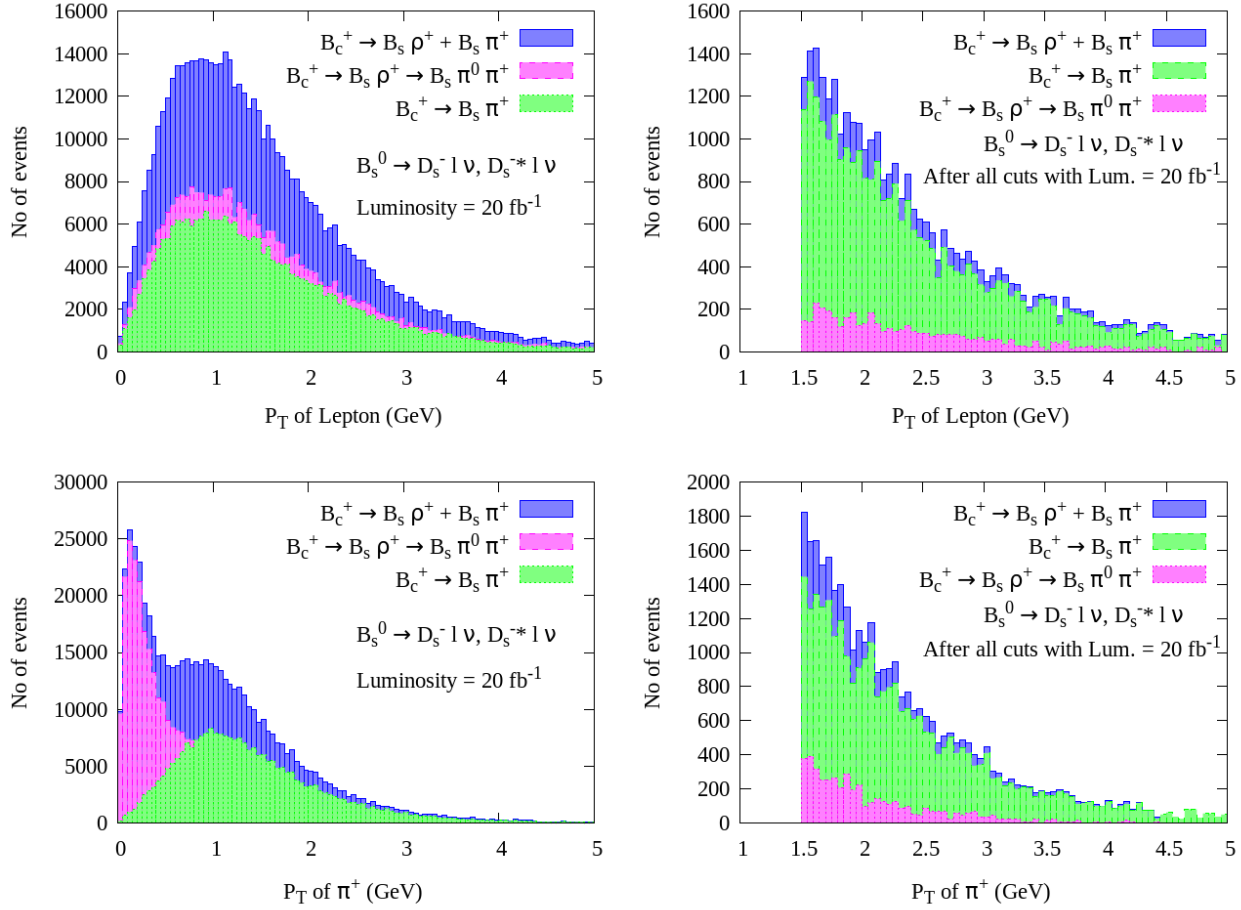 16000
14000
12000
10000
8000
6000
4000
2000
0
No of events
B_c^+ → B_s ρ^+ + B_s π^+
B_c^+ → B_s ρ^+ → B_s π^0 π^+
B_c^+ → B_s π^+
B_s^0 → D_s^- l ν, D_s^-* l ν
Luminosity = 20 fb^-1
0 1 2 3 4 5
P_T of Lepton (GeV)
1600
1400
1200
1000
800
600
400
200
0
No of events
B_c^+ → B_s ρ^+ + B_s π^+
B_c^+ → B_s π^+
B_c^+ → B_s ρ^+ → B_s π^0 π^+
B_s^0 → D_s^- l ν, D_s^-* l ν
After all cuts with Lum. = 20 fb^-1
1 1.5 2 2.5 3 3.5 4 4.5 5
P_T of Lepton (GeV)
30000
25000
20000
15000
10000
5000
0
No of events
B_c^+ → B_s ρ^+ + B_s π^+
B_c^+ → B_s ρ^+ → B_s π^0 π^+
B_c^+ → B_s π^+
B_s^0 → D_s^- l ν, D_s^-* l ν
Luminosity = 20 fb^-1
0 1 2 3 4 5
P_T of π^+ (GeV)
2000
1800
1600
1400
1200
1000
800
600
400
200
0
No of events
B_c^+ → B_s ρ^+ + B_s π^+
B_c^+ → B_s π^+
B_c^+ → B_s ρ^+ → B_s π^0 π^+
B_s^0 → D_s^- l ν, D_s^-* l ν
After all cuts with Lum. = 20 fb^-1
1 1.5 2 2.5 3 3.5 4 4.5 5
P_T of π^+ (GeV)